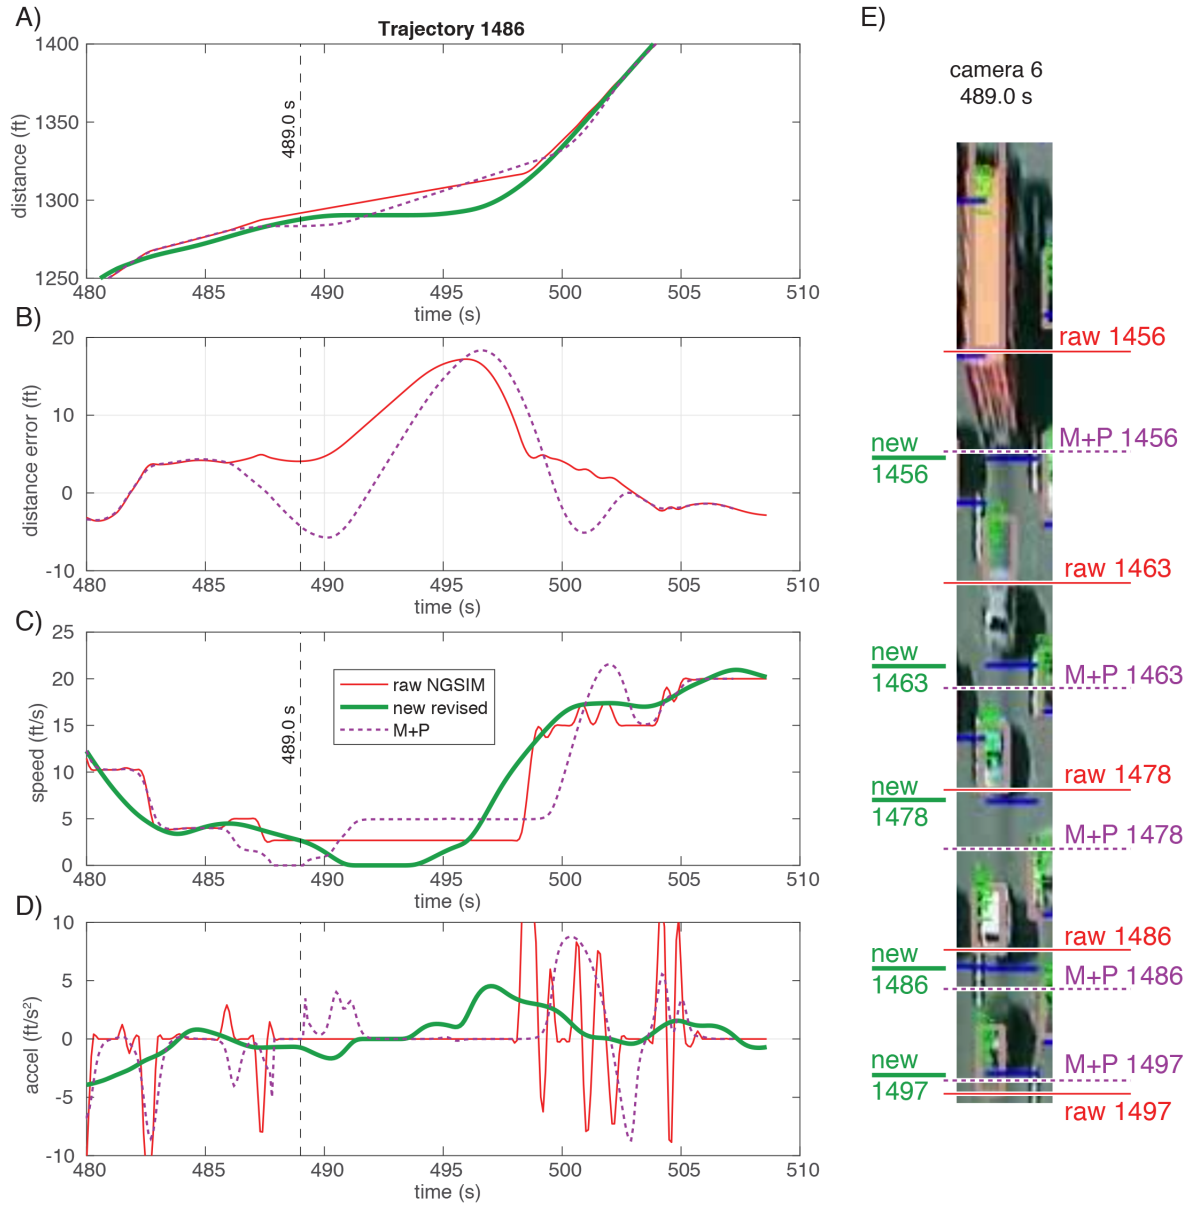 A)
Trajectory 1486
1400
1350
1300
1250
distance (ft)
489.0 s
480 485 490 495 500 505 510
time (s)
B)
20
10
0
-10
distance error (ft)
480 485 490 495 500 505 510
time (s)
C)
25
20
15
10
5
0
speed (ft/s)
489.0 s
raw NGSIM
new revised
M+P
480 485 490 495 500 505 510
time (s)
D)
10
5
0
-5
-10
accel (ft/s²)
480 485 490 495 500 505 510
time (s)
E)
camera 6
489.0 s
raw 1456
M+P 1456
new
1456
raw 1463
new
1463
M+P 1463
raw 1478
new
1478
M+P 1478
raw 1486
new
1486
M+P 1486
new
1497
M+P 1497
raw 1497